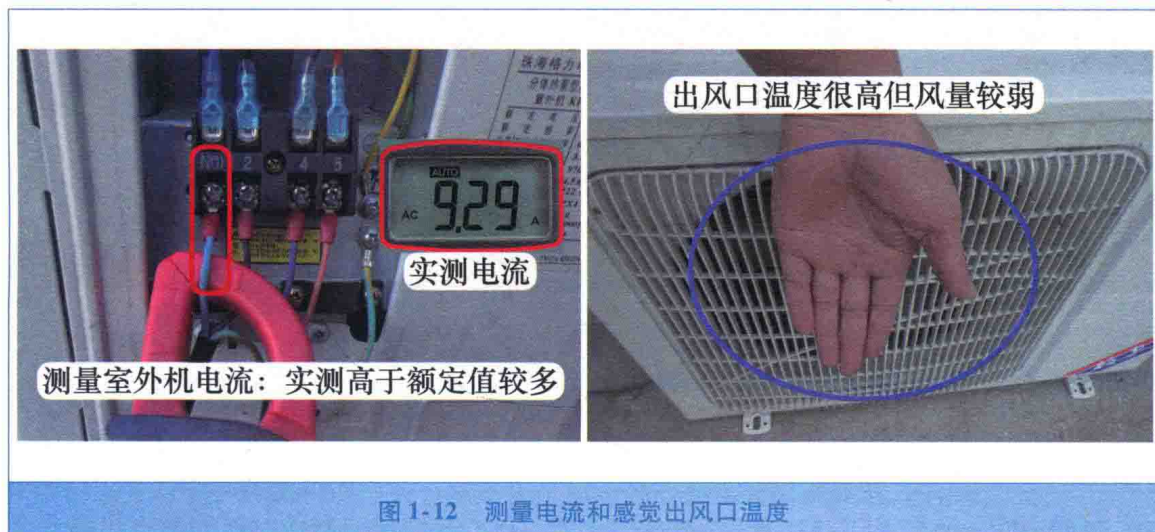 珠海格力
N(1) 2 4 5
AUTO
AC 9.29 A
实测电流
测量室外机电流：实测高于额定值较多
出风口温度很高但风量较弱
图1-12 测量电流和感觉出风口温度